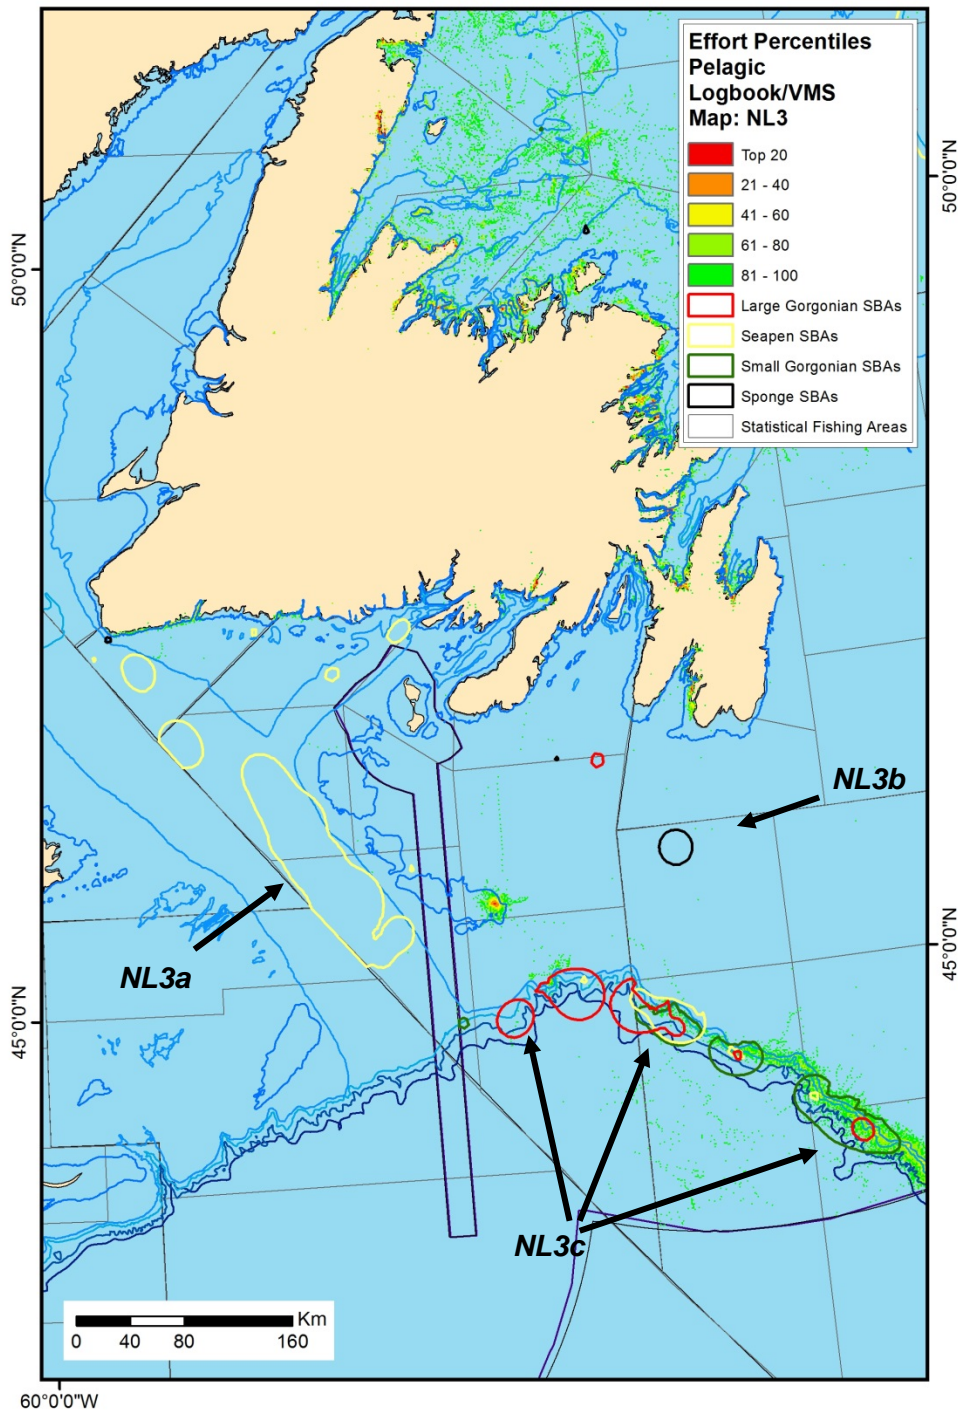 Effort Percentiles
Pelagic
Logbook/VMS
Map: NL3
Top 20
21 - 40
41 - 60
61 - 80
81 - 100
Large Gorgonian SBAs
Seapen SBAs
Small Gorgonian SBAs
Sponge SBAs
Statistical Fishing Areas
50°0'0"N
50°0'0"N
NL3b
NL3a
45°0'0"N
45°0'0"N
NL3c
Km
0 40 80 160
60°0'0"W